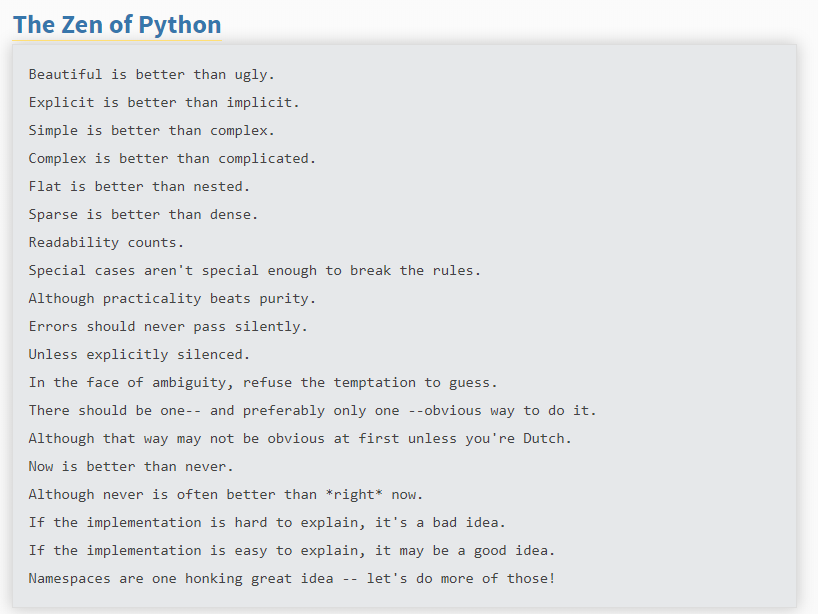 The Zen of Python
Beautiful is better than ugly.
Explicit is better than implicit.
Simple is better than complex.
Complex is better than complicated.
Flat is better than nested.
Sparse is better than dense.
Readability counts.
Special cases aren't special enough to break the rules.
Although practicality beats purity.
Errors should never pass silently.
Unless explicitly silenced.
In the face of ambiguity, refuse the temptation to guess.
There should be one-- and preferably only one --obvious way to do it.
Although that way may not be obvious at first unless you're Dutch.
Now is better than never.
Although never is often better than *right* now.
If the implementation is hard to explain, it's a bad idea.
If the implementation is easy to explain, it may be a good idea.
Namespaces are one honking great idea -- let's do more of those!